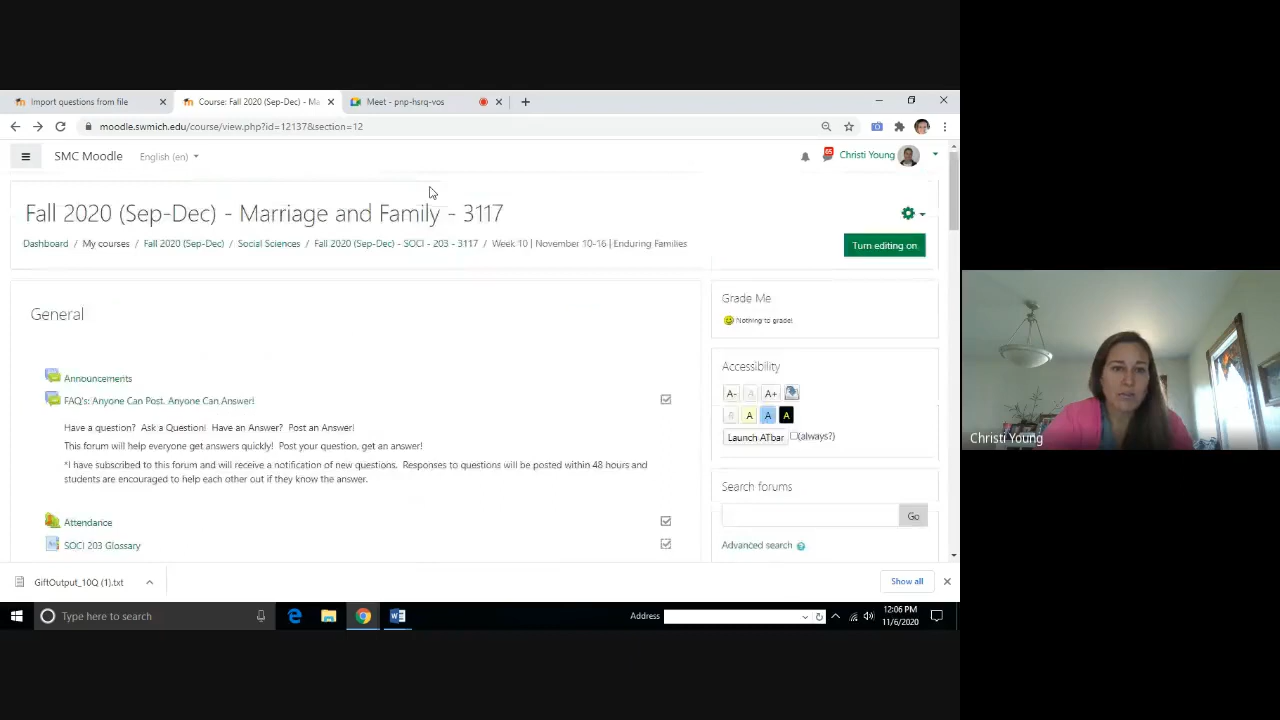 Import questions from file
Course: Fall 2020 (Sep-Dec) - Ma
Meet - pnp-hsrq-vos
moodle.swmich.edu/course/view.php?id=12137&section=12
SMC Moodle
English (en)
65
Christi Young
Fall 2020 (Sep-Dec) - Marriage and Family - 3117
Dashboard / My courses / Fall 2020 (Sep-Dec) / Social Sciences / Fall 2020 (Sep-Dec) - SOCI - 203 - 3117 / Week 10 | November 10-16 | Enduring Families
Turn editing on
General
Announcements
FAQ's: Anyone Can Post. Anyone Can Answer!
Have a question? Ask a Question! Have an Answer? Post an Answer!
This forum will help everyone get answers quickly! Post your question, get an answer!
*I have subscribed to this forum and will receive a notification of new questions. Responses to questions will be posted within 48 hours and
students are encouraged to help each other out if they know the answer.
Attendance
SOCI 203 Glossary
Grade Me
Nothing to grade!
Accessibility
A- A A+
R A A A
Launch ATbar (always?)
Search forums
Go
Advanced search
GiftOutput_10Q (1).txt
Show all
Type here to search
Address
12:06 PM
11/6/2020
Christi Young